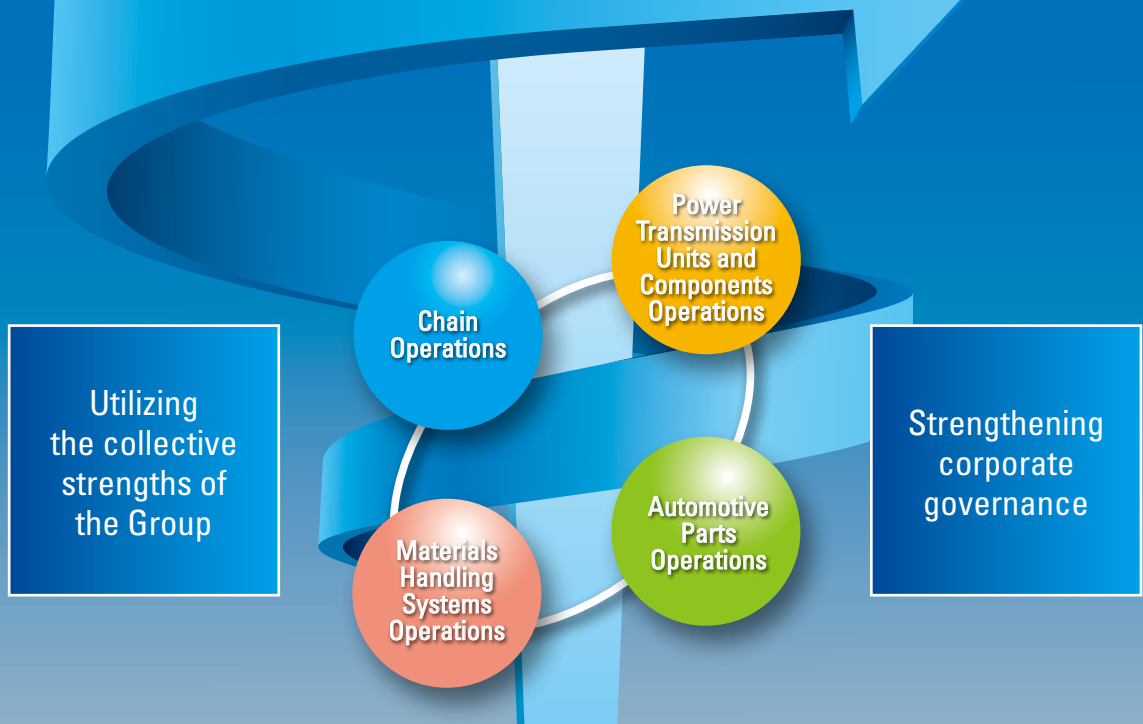 Power
Transmission
Units and
Components
Operations
Chain
Operations
Utilizing
the collective
strengths of
the Group
Strengthening
corporate
governance
Automotive
Parts
Operations
Materials
Handling
Systems
Operations